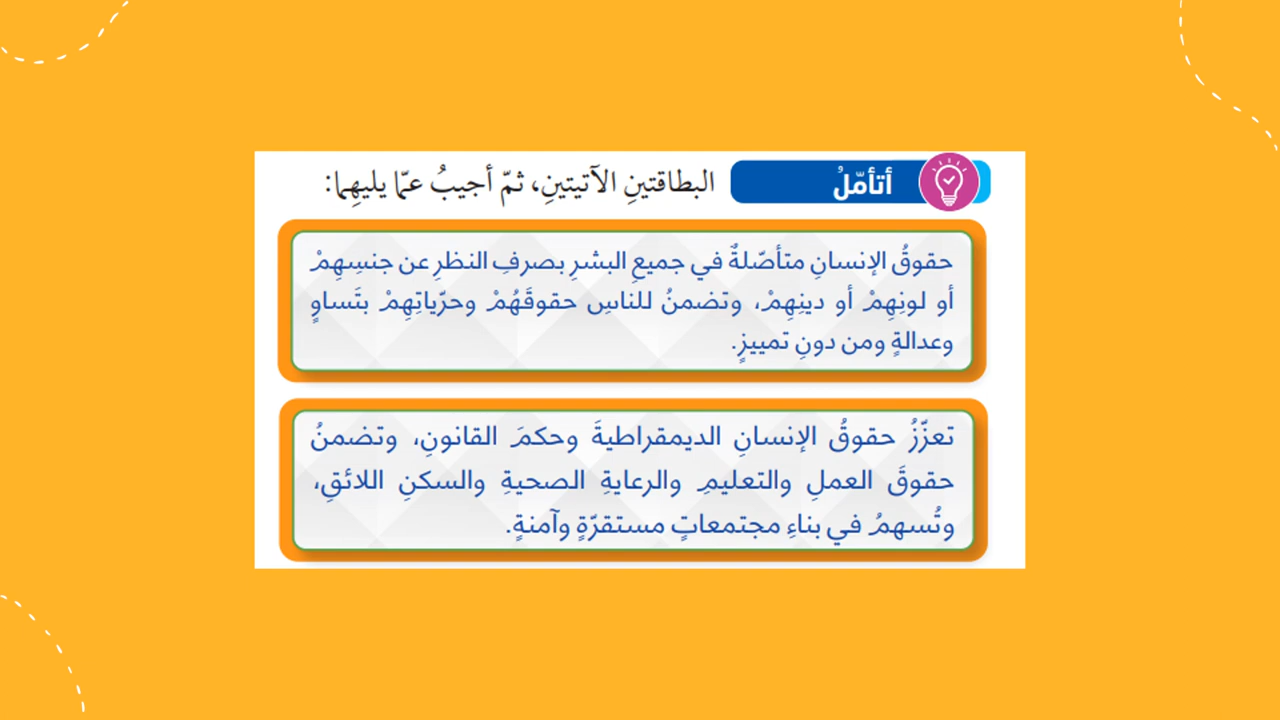 أتأمّلُ البطاقتينِ الآتيتينِ، ثمّ أجيبُ عمّا يليهِما:
حقوقُ الإنسانِ متأصّلةٌ في جميعِ البشرِ بصرفِ النظرِ عن جنسِهِمْ
أو لونِهِمْ أو دينِهِمْ، وتضمنُ للناسِ حقوقَهُمْ وحرّياتِهِمْ بتَساوٍ
وعدالةٍ ومن دونِ تمييزٍ.
تعزّزُ حقوقُ الإنسانِ الديمقراطيةَ وحكمَ القانونِ، وتضمنُ
حقوقَ العملِ والتعليمِ والرعايةِ الصحيةِ والسكنِ اللائقِ،
وتُسهمُ في بناءِ مجتمعاتٍ مستقرّةٍ وآمنةٍ.